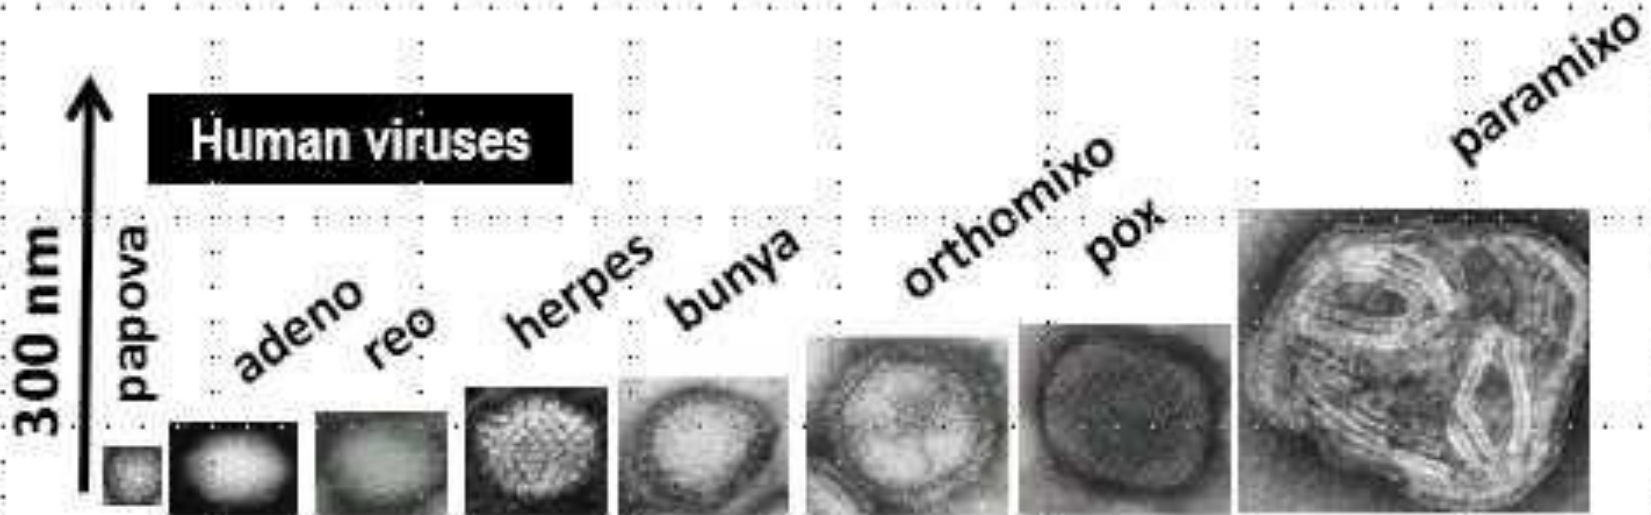 Human viruses
300 nm
papova
adeno
reo
herpes
bunya
orthomixo
pox
paramixo